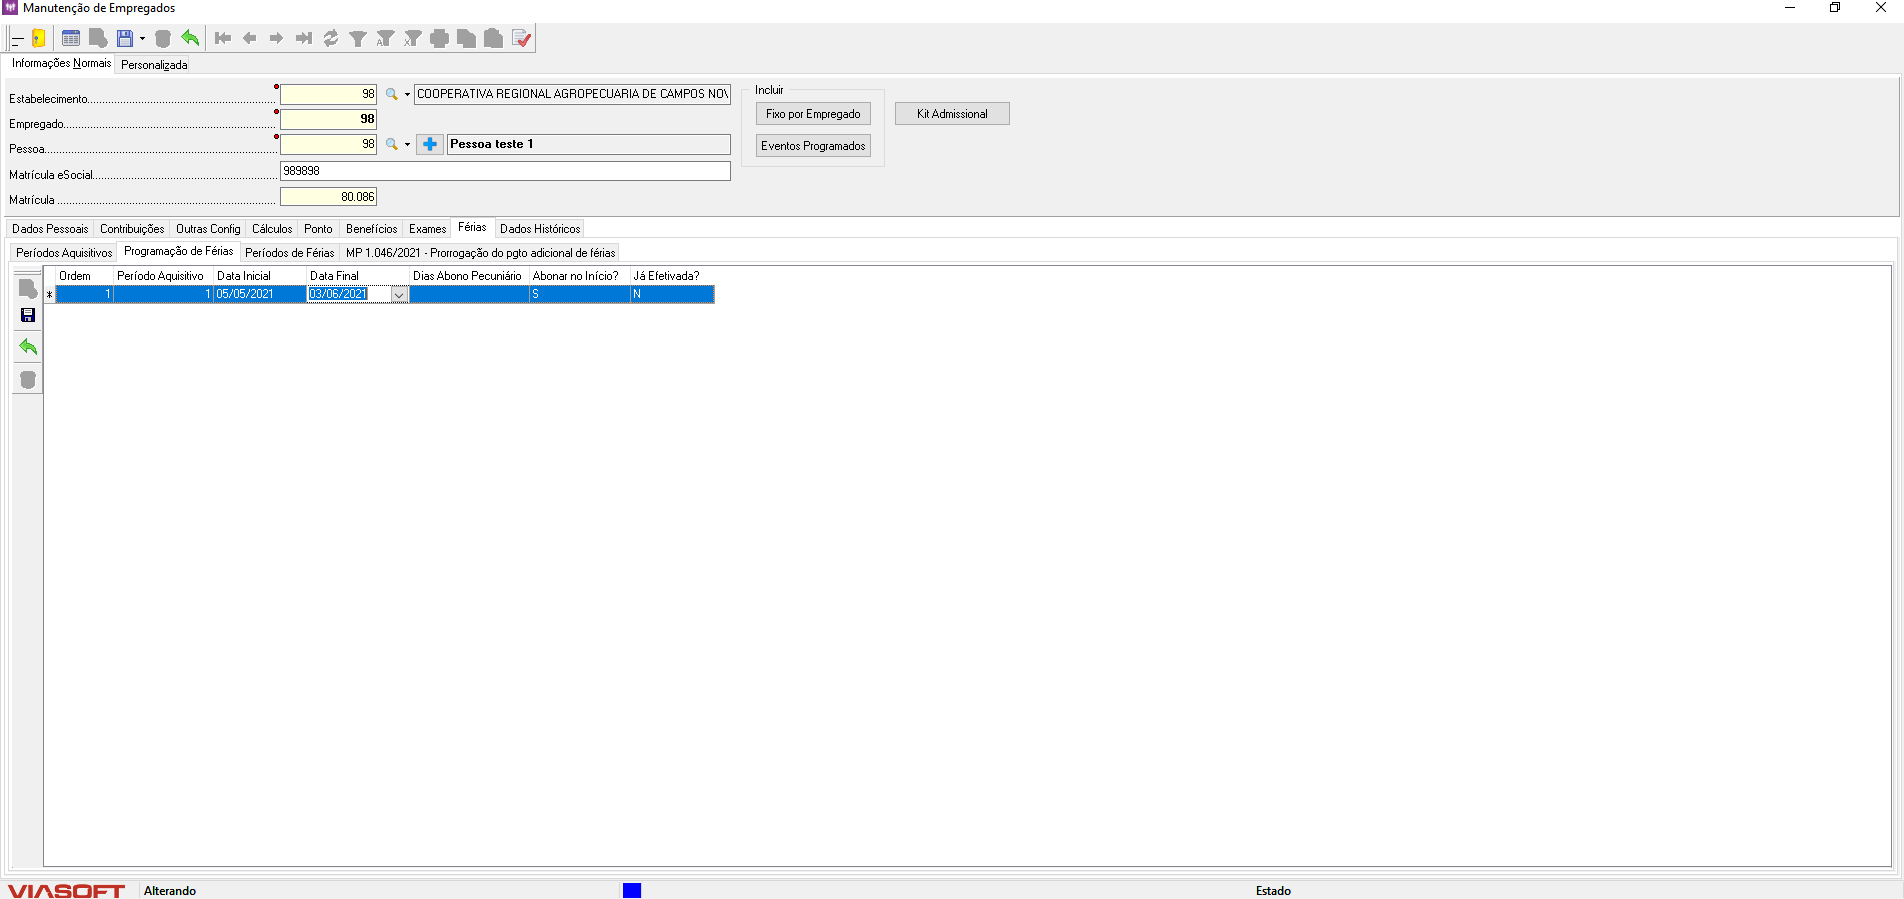 Manutenção de Empregados
Informações Normais Personalizada
Estabelecimento 98 COOPERATIVA REGIONAL AGROPECUARIA DE CAMPOS NOV
Empregado 98
Pessoa 98 Pessoa teste 1
Matrícula eSocial 989898
Matrícula 80.086
Incluir
Fixo por Empregado Kit Admissional
Eventos Programados
Dados Pessoais Contribuições Outras Config Cálculos Ponto Benefícios Exames Férias Dados Históricos
Períodos Aquisitivos Programação de Férias Períodos de Férias MP 1.046/2021 - Prorrogação do pgto adicional de férias
Ordem Período Aquisitivo Data Inicial Data Final Dias Abono Pecuniário Abonar no Início? Já Efetivada?
* 1 1 05/05/2021 03/06/2021 S N
VIASOFT Alterando Estado